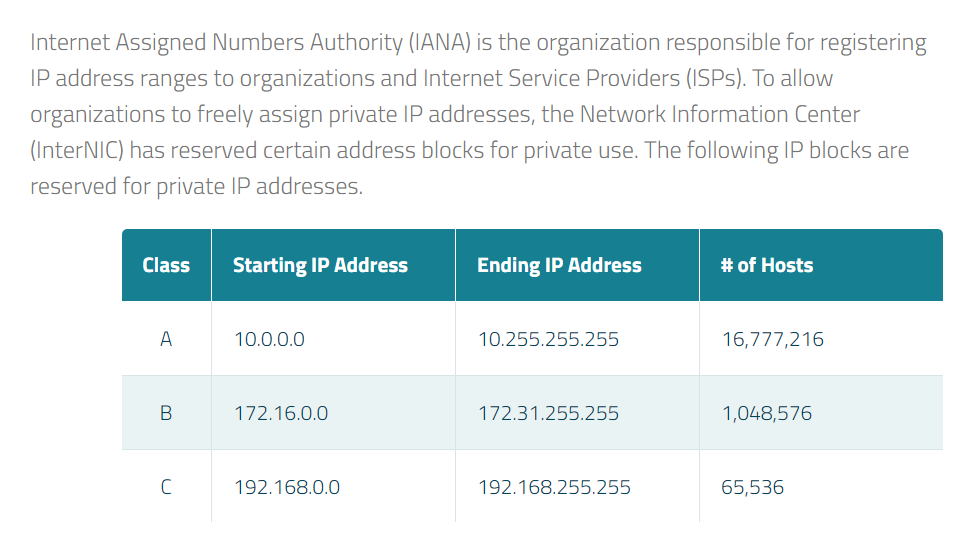 Internet Assigned Numbers Authority (IANA) is the organization responsible for registering
IP address ranges to organizations and Internet Service Providers (ISPs). To allow
organizations to freely assign private IP addresses, the Network Information Center
(InterNIC) has reserved certain address blocks for private use. The following IP blocks are
reserved for private IP addresses.
Class Starting IP Address Ending IP Address # of Hosts
A 10.0.0.0 10.255.255.255 16,777,216
B 172.16.0.0 172.31.255.255 1,048,576
C 192.168.0.0 192.168.255.255 65,536